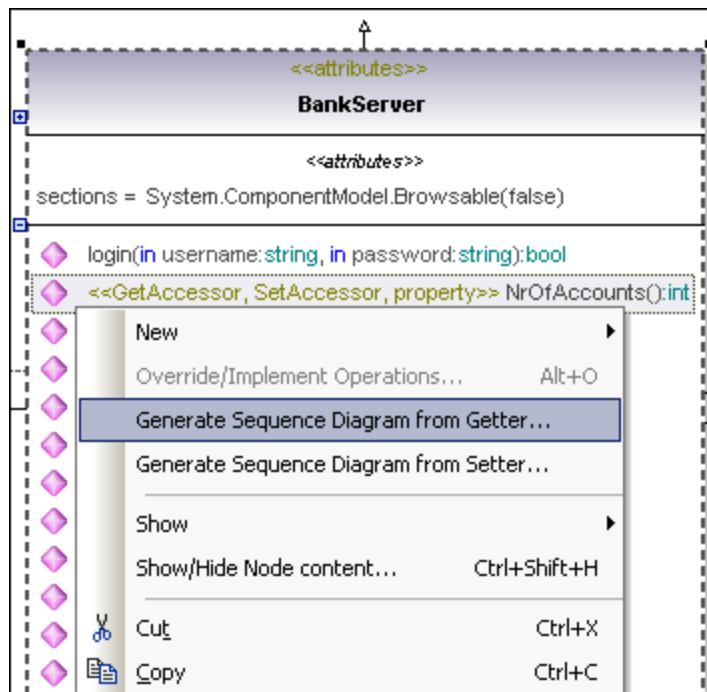 <<attributes>>
BankServer
<<attributes>>
sections = System.ComponentModel.Browsable(false)
login(in username:string, in password:string):bool
<<GetAccessor, SetAccessor, property>> NrOfAccounts():int
New
Override/Implement Operations... Alt+O
Generate Sequence Diagram from Getter...
Generate Sequence Diagram from Setter...
Show
Show/Hide Node content... Ctrl+Shift+H
Cut Ctrl+X
Copy Ctrl+C